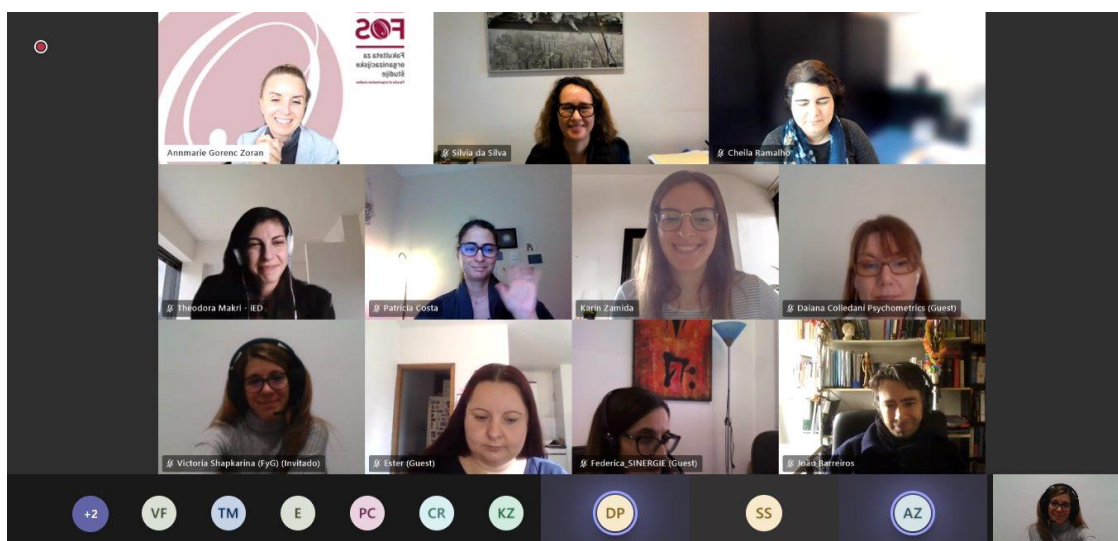 FOŠ
Fakulteta za
organizacijske
študije
Annmarie Gorenc Zoran
Sílvia da Silva
Cheila Ramalho
Theodora Makri - iED
Patrícia Costa
Karin Zamida
Daiana Colledani Psychometrics (Guest)
Victoria Shapkarina (FyG) (Invitado)
Ester (Guest)
Federica_SINERGIE (Guest)
João Barreiros
+2
VF
TM
E
PC
CR
KZ
DP
SS
AZ